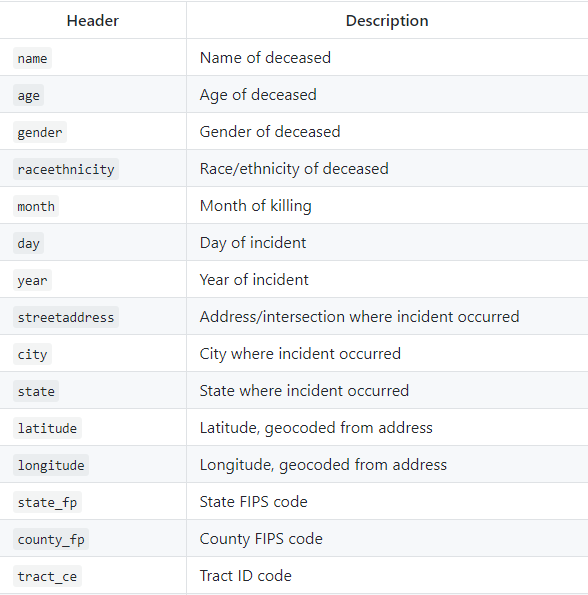 Header Description
name Name of deceased
age Age of deceased
gender Gender of deceased
raceethnicity Race/ethnicity of deceased
month Month of killing
day Day of incident
year Year of incident
streetaddress Address/intersection where incident occurred
city City where incident occurred
state State where incident occurred
latitude Latitude, geocoded from address
longitude Longitude, geocoded from address
state_fp State FIPS code
county_fp County FIPS code
tract_ce Tract ID code